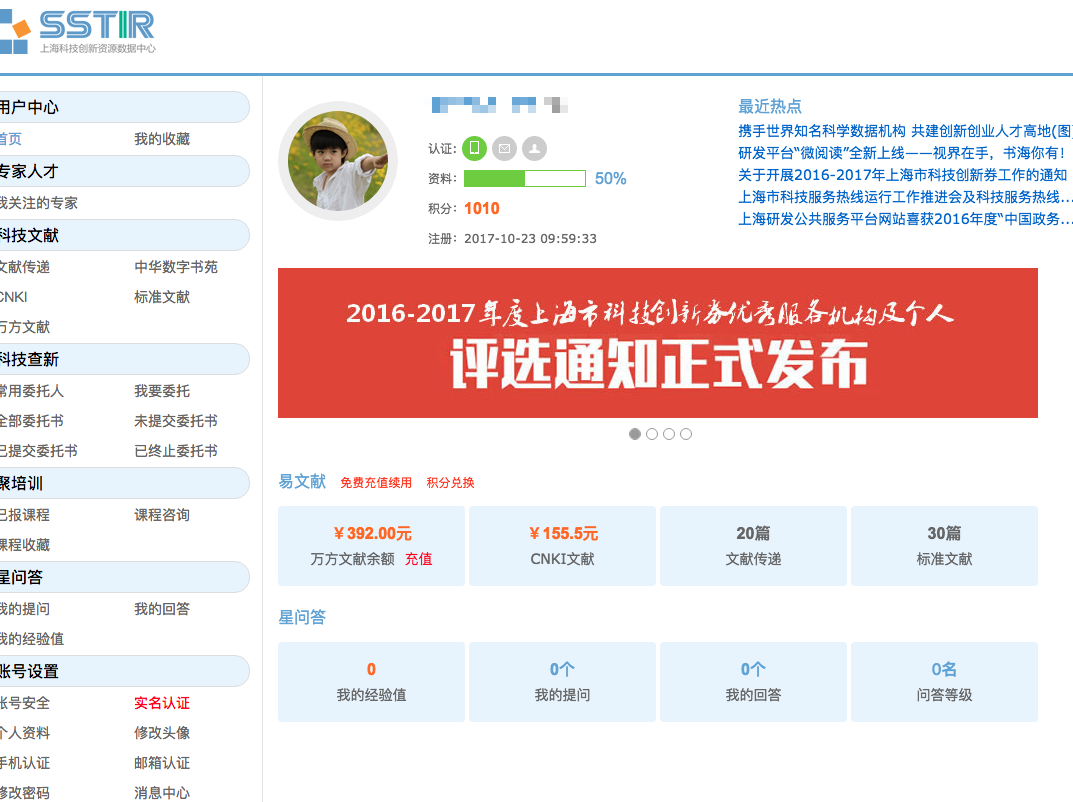 SSTIR
上海科技创新资源数据中心
用户中心
首页 我的收藏
专家人才
我关注的专家
科技文献
文献传递 中华数字书苑
CNKI 标准文献
万方文献
科技查新
常用委托人 我要委托
全部委托书 未提交委托书
已提交委托书 已终止委托书
聚培训
已报课程 课程咨询
课程收藏
星问答
我的提问 我的回答
我的经验值
账号设置
账号安全 实名认证
个人资料 修改头像
手机认证 邮箱认证
修改密码 消息中心
认证:
资料: 50%
积分: 1010
注册: 2017-10-23 09:59:33
最近热点
携手世界知名科学数据机构 共建创新创业人才高地(图)
研发平台“微阅读”全新上线——视界在手，书海你有！
关于开展2016-2017年上海市科技创新券工作的通知
上海市科技服务热线运行工作推进会及科技服务热线...
上海研发公共服务平台网站喜获2016年度“中国政务...
2016-2017年度上海市科技创新券优秀服务机构及个人
评选通知正式发布
易文献 免费充值续用 积分兑换
￥392.00元
万方文献余额 充值
￥155.5元
CNKI文献
20篇
文献传递
30篇
标准文献
星问答
0
我的经验值
0个
我的提问
0个
我的回答
0名
问答等级